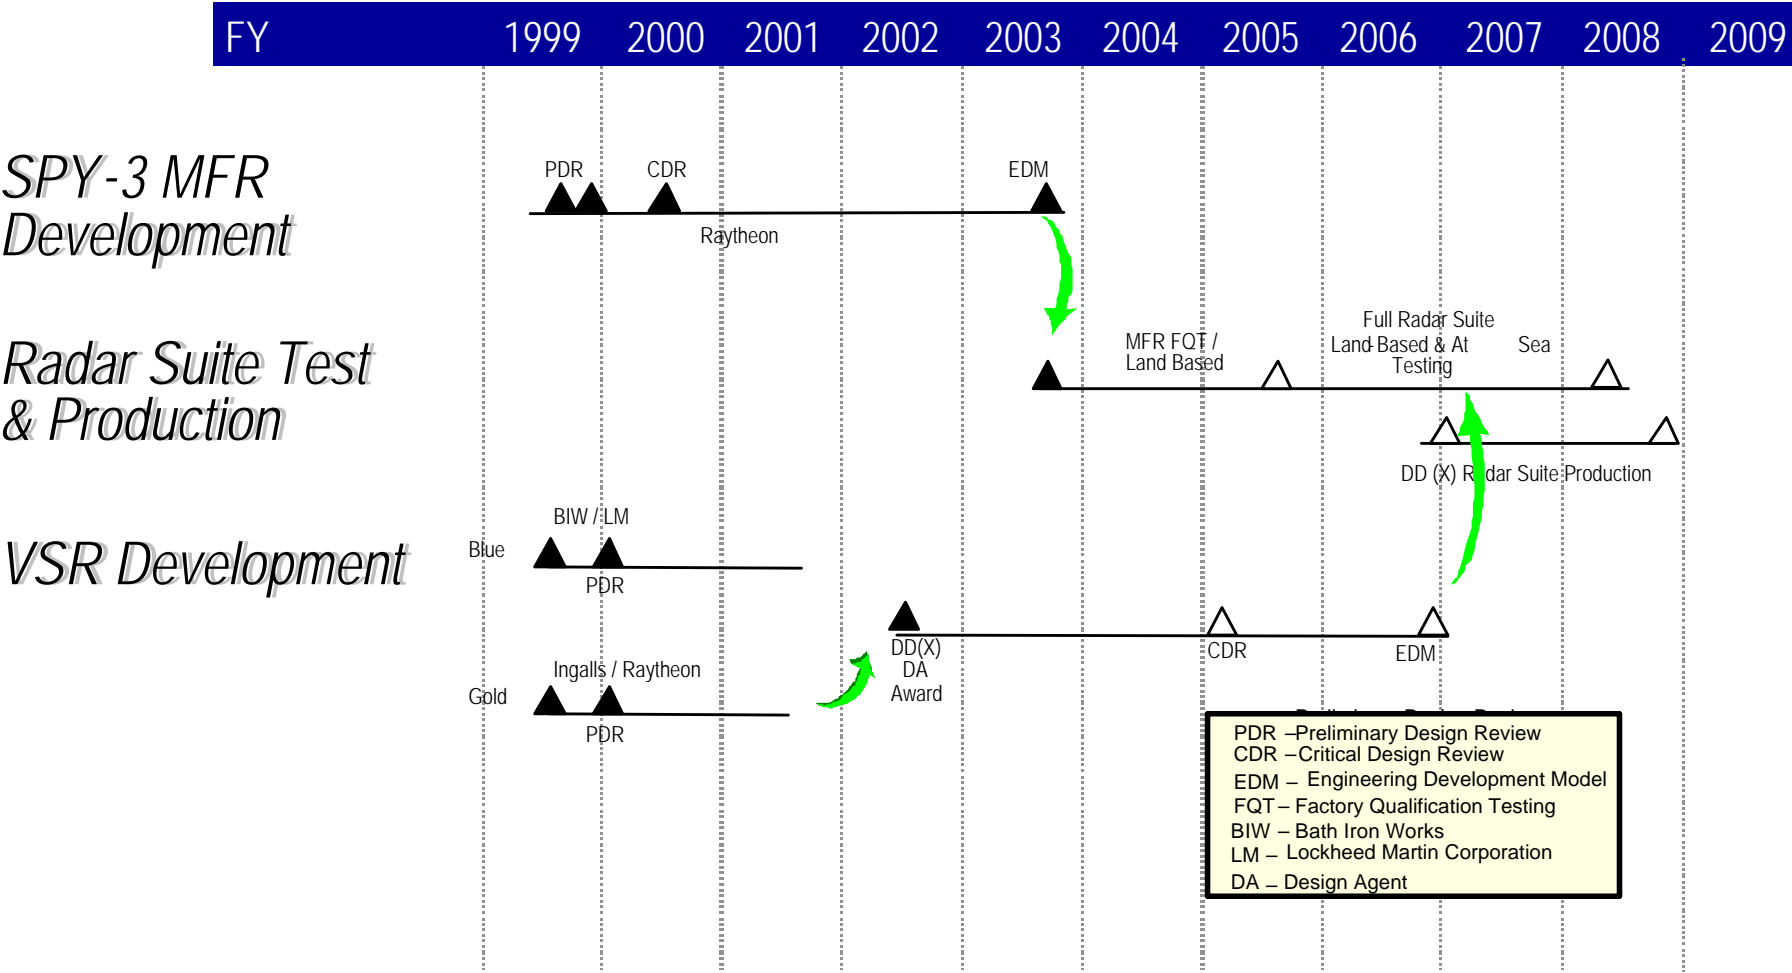 FY 1999 2000 2001 2002 2003 2004 2005 2006 2007 2008 2009
SPY-3 MFR
Development
PDR CDR EDM
Raytheon
Radar Suite Test
& Production
MFR FQT /
Land Based
Full Radar Suite
Land-Based & At Sea
Testing
DD (X) Radar Suite Production
VSR Development
Blue
BIW / LM
PDR
DD(X)
DA
Award
CDR
EDM
Gold
Ingalls / Raytheon
PDR
PDR –Preliminary Design Review
CDR –Critical Design Review
EDM – Engineering Development Model
FQT – Factory Qualification Testing
BIW – Bath Iron Works
LM – Lockheed Martin Corporation
DA – Design Agent